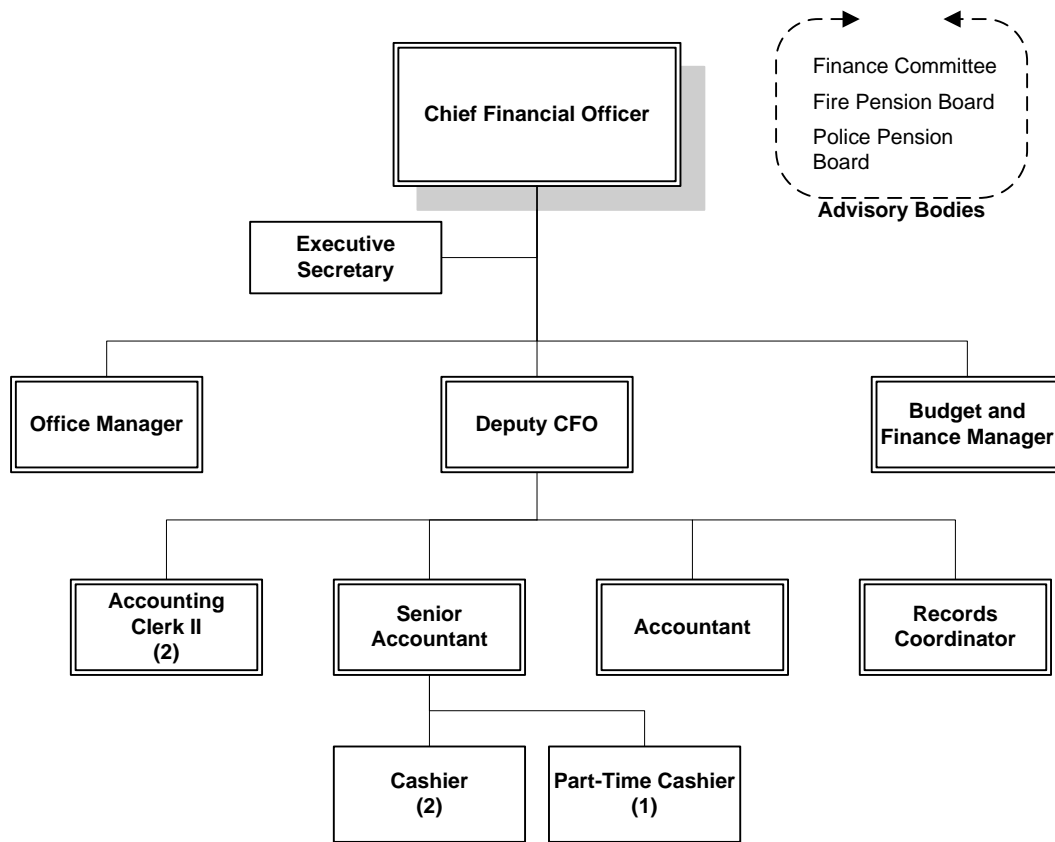 Chief Financial Officer
Finance Committee
Fire Pension Board
Police Pension
Board
Advisory Bodies
Executive
Secretary
Office Manager
Deputy CFO
Budget and
Finance Manager
Accounting
Clerk II
(2)
Senior
Accountant
Accountant
Records
Coordinator
Cashier
(2)
Part-Time Cashier
(1)